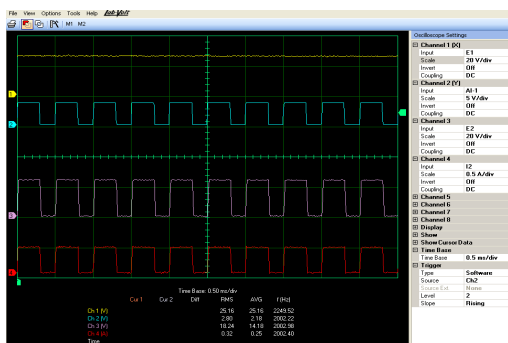 File View Options Tools Help Lab-Volt
M1 M2
Oscilloscope Settings
Channel 1 (X)
Input E1
Scale 20 V/div
Invert Off
Coupling DC
Channel 2 (Y)
Input AI-1
Scale 5 V/div
Invert Off
Coupling DC
Channel 3
Input E2
Scale 20 V/div
Invert Off
Coupling DC
Channel 4
Input I2
Scale 0.5 A/div
Invert Off
Coupling DC
Channel 5
Channel 6
Channel 7
Channel 8
Display
Show
Show Cursor Data
Time Base
Time Base 0.5 ms/div
Trigger
Type Software
Source Ch2
Source Ext. None
Level 2
Slope Rising
1
2
3
4
Time Base: 0.50 ms/div
Cur 1 Cur 2 Diff RMS AVG f (Hz)
Ch 1 (V) 25.16 25.16 2249.52
Ch 2 (V) 2.80 2.18 2002.22
Ch 3 (V) 18.24 14.18 2002.98
Ch 4 (A) 0.32 0.25 2002.40
Time